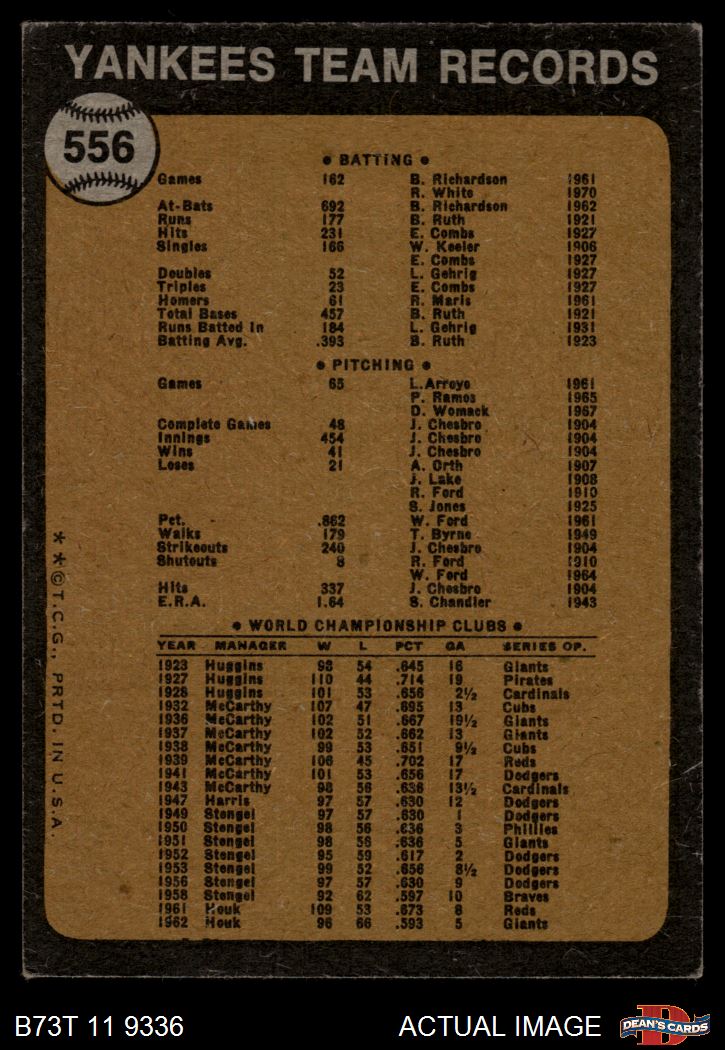 YANKEES TEAM RECORDS
556
• BATTING •
Games 162 B. Richardson 1961
R. White 1970
At-Bats 692 B. Richardson 1962
Runs 177 B. Ruth 1921
Hits 231 E. Combs 1927
Singles 166 W. Keeler 1906
E. Combs 1927
Doubles 52 L. Gehrig 1927
Triples 23 E. Combs 1927
Homers 61 R. Maris 1961
Total Bases 457 B. Ruth 1921
Runs Batted In 184 L. Gehrig 1931
Batting Avg. .393 B. Ruth 1923
• PITCHING •
Games 65 L. Arroyo 1961
P. Ramos 1965
D. Womack 1967
Complete Games 48 J. Chesbro 1904
Innings 454 J. Chesbro 1904
Wins 41 J. Chesbro 1904
Loses 21 A. Orth 1907
J. Lake 1908
R. Ford 1910
S. Jones 1925
Pct. .862 W. Ford 1961
Walks 179 T. Byrne 1949
Strikeouts 240 J. Chesbro 1904
Shutouts 8 R. Ford 1910
W. Ford 1964
Hits 337 J. Chesbro 1904
E.R.A. 1.64 S. Chandler 1943
• WORLD CHAMPIONSHIP CLUBS •
YEAR MANAGER W L PCT GA SERIES OP.
1923 Huggins 98 54 .645 16 Giants
1927 Huggins 110 44 .714 19 Pirates
1928 Huggins 101 53 .656 2½ Cardinals
1932 McCarthy 107 47 .695 13 Cubs
1936 McCarthy 102 51 .667 19½ Giants
1937 McCarthy 102 52 .662 13 Giants
1938 McCarthy 99 53 .651 9½ Cubs
1939 McCarthy 106 45 .702 17 Reds
1941 McCarthy 101 53 .656 17 Dodgers
1943 McCarthy 98 56 .636 13½ Cardinals
1947 Harris 97 57 .630 12 Dodgers
1949 Stengel 97 57 .630 1 Dodgers
1950 Stengel 98 56 .636 3 Phillies
1951 Stengel 98 56 .636 5 Giants
1952 Stengel 95 59 .617 2 Dodgers
1953 Stengel 99 52 .656 8½ Dodgers
1956 Stengel 97 57 .630 9 Dodgers
1958 Stengel 92 62 .597 10 Braves
1961 Houk 109 53 .673 8 Reds
1962 Houk 96 66 .593 5 Giants
* * © T.C.G., PRTD. IN U.S.A.
B73T 11 9336 ACTUAL IMAGE
D
DEAN'S CARDS